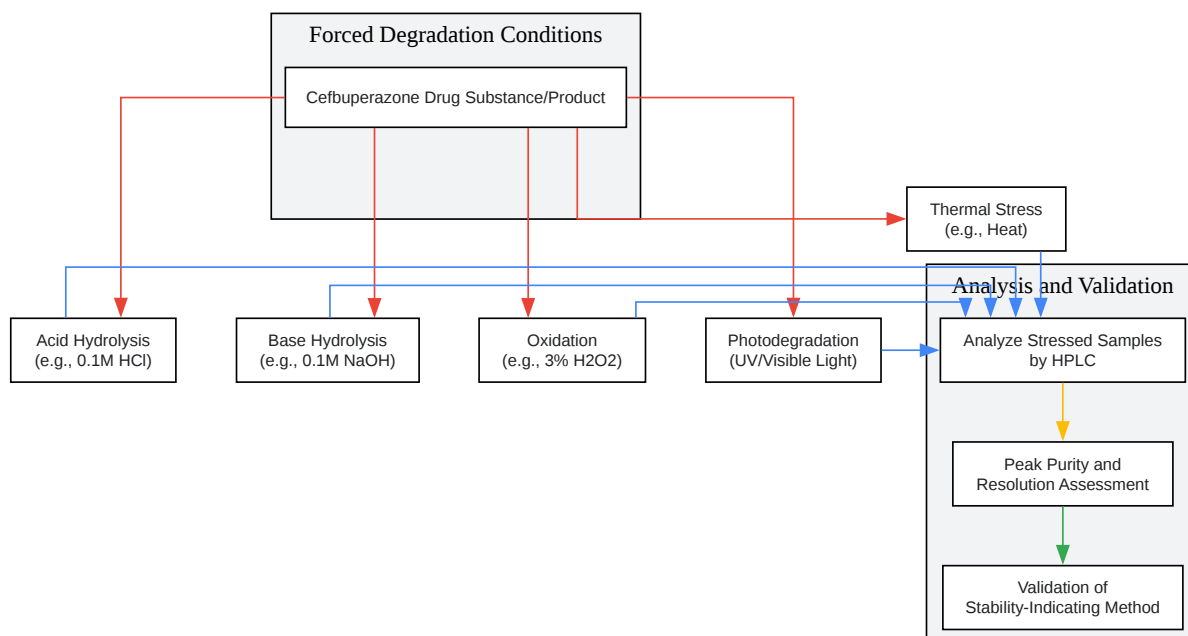 Forced Degradation Conditions
Cefbuperazone Drug Substance/Product
Thermal Stress
(e.g., Heat)
Analysis and Validation
Acid Hydrolysis
(e.g., 0.1M HCl)
Base Hydrolysis
(e.g., 0.1M NaOH)
Oxidation
(e.g., 3% H2O2)
Photodegradation
(UV/Visible Light)
Analyze Stressed Samples
by HPLC
Peak Purity and
Resolution Assessment
Validation of
Stability-Indicating Method